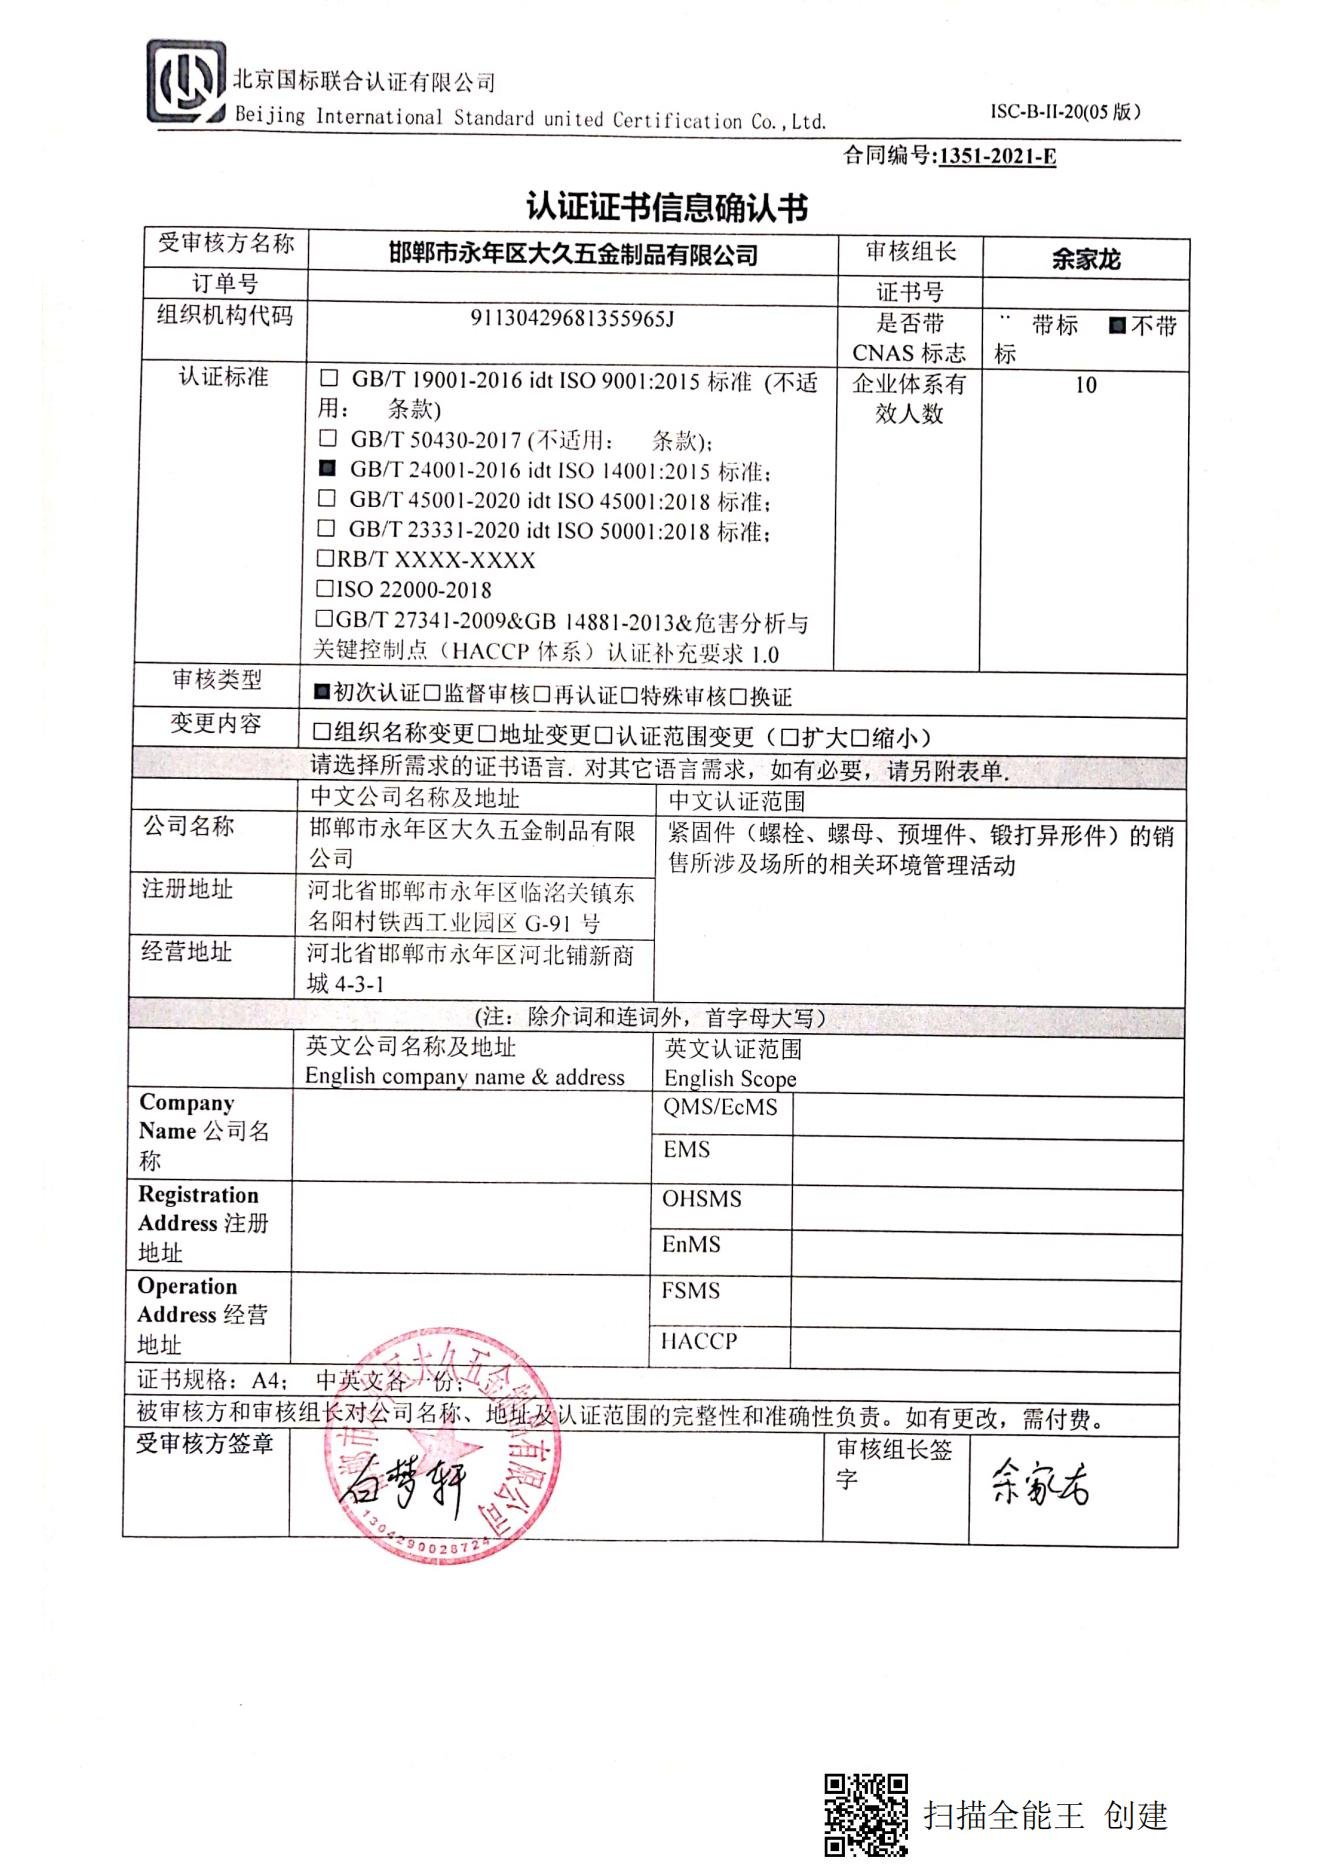 北京国标联合认证有限公司
Beijing International Standard united Certification Co.,Ltd.
ISC-B-II-20(05版)
合同编号:1351-2021-E
认证证书信息确认书
受审核方名称 邯郸市永年区大久五金制品有限公司 审核组长 余家龙
订单号 证书号
组织机构代码 91130429681355965J 是否带 ¨ 带标 ■不带
CNAS 标志 标
认证标准 □ GB/T 19001-2016 idt ISO 9001:2015 标准 (不适 企业体系有 10
用： 条款) 效人数
□ GB/T 50430-2017 (不适用： 条款);
■ GB/T 24001-2016 idt ISO 14001:2015 标准；
□ GB/T 45001-2020 idt ISO 45001:2018 标准；
□ GB/T 23331-2020 idt ISO 50001:2018 标准；
□RB/T XXXX-XXXX
□ISO 22000-2018
□GB/T 27341-2009&GB 14881-2013&危害分析与
关键控制点（HACCP 体系）认证补充要求 1.0
审核类型 ■初次认证□监督审核□再认证□特殊审核□换证
变更内容 □组织名称变更□地址变更□认证范围变更（□扩大□缩小）
请选择所需求的证书语言. 对其它语言需求，如有必要，请另附表单.
中文公司名称及地址 中文认证范围
公司名称 邯郸市永年区大久五金制品有限 紧固件（螺栓、螺母、预埋件、锻打异形件）的销
公司 售所涉及场所的相关环境管理活动
注册地址 河北省邯郸市永年区临洺关镇东
名阳村铁西工业园区 G-91 号
经营地址 河北省邯郸市永年区河北铺新商
城 4-3-1
(注：除介词和连词外，首字母大写)
英文公司名称及地址 英文认证范围
English company name & address English Scope
Company QMS/EcMS
Name 公司名
称 EMS
Registration OHSMS
Address 注册
地址 EnMS
Operation FSMS
Address 经营
地址 HACCP
证书规格：A4； 中英文各 份；
被审核方和审核组长对公司名称、地址及认证范围的完整性和准确性负责。如有更改，需付费。
受审核方签章 白梦轩 审核组长签 余家龙
字
区大久五金制品有限公司
1304290028724
扫描全能王 创建